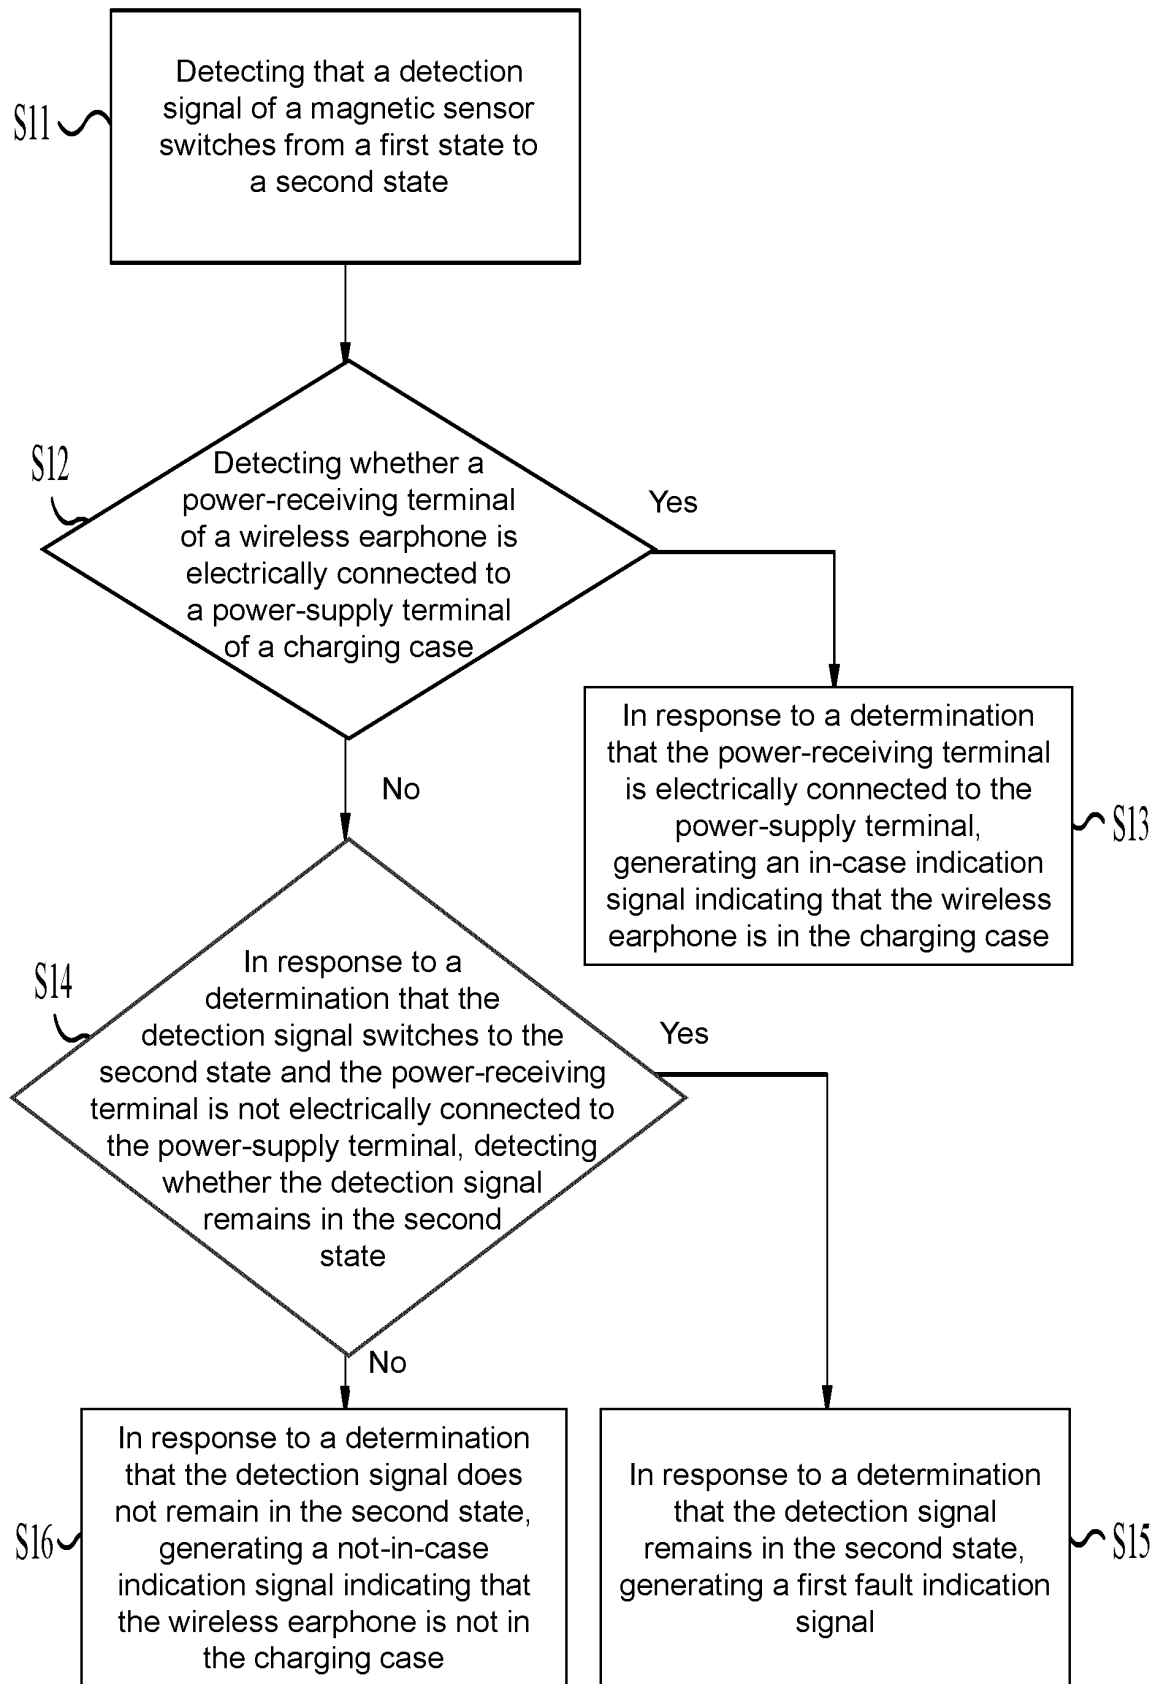 Detecting that a detection
signal of a magnetic sensor
switches from a first state to
a second state
S11
S12
Detecting whether a
power-receiving terminal
of a wireless earphone is
electrically connected to
a power-supply terminal
of a charging case
Yes
No
In response to a determination
that the power-receiving terminal
is electrically connected to the
power-supply terminal,
generating an in-case indication
signal indicating that the wireless
earphone is in the charging case
S13
S14
In response to a
determination that the
detection signal switches to the
second state and the power-receiving
terminal is not electrically connected to
the power-supply terminal, detecting
whether the detection signal
remains in the second
state
Yes
No
In response to a determination
that the detection signal does
not remain in the second state,
generating a not-in-case
indication signal indicating that
the wireless earphone is not in
the charging case
S16
In response to a determination
that the detection signal
remains in the second state,
generating a first fault indication
signal
S15